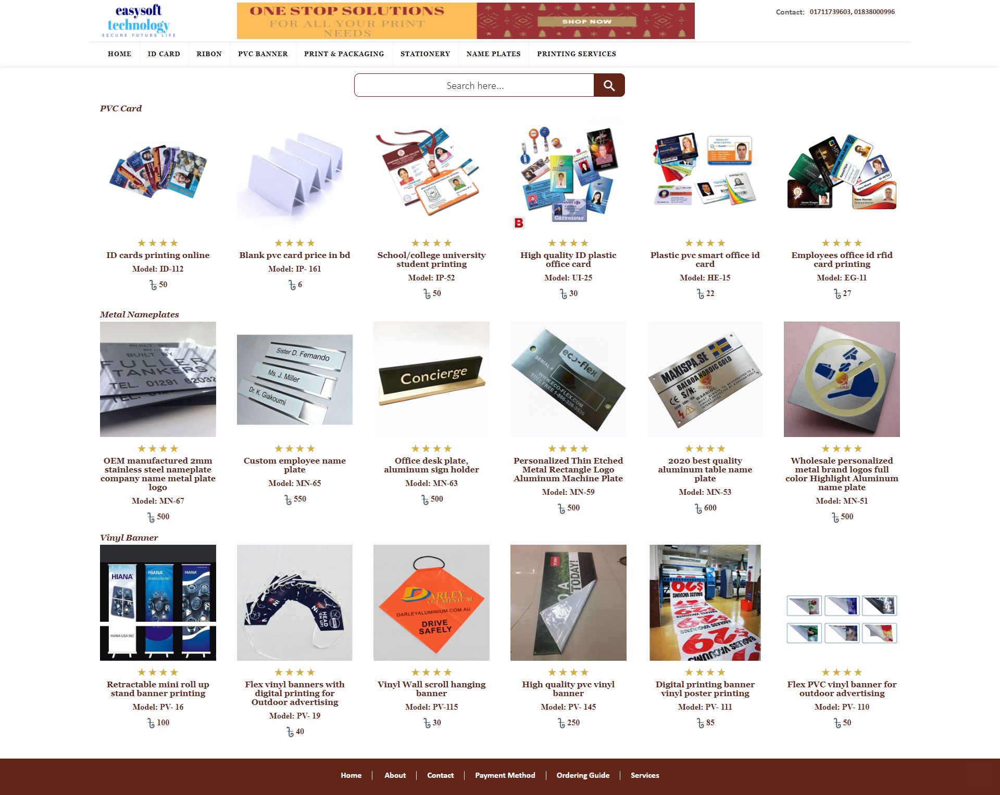 easysoft
technology
SECURE FUTURE LIFE
ONE STOP SOLUTIONS
FOR ALL YOUR PRINT
NEEDS
SHOP NOW
Contact: 01711739603, 01838000996
HOME
ID CARD
RIBON
PVC BANNER
PRINT & PACKAGING
STATIONERY
NAME PLATES
PRINTING SERVICES
Search here...
PVC Card
B
Carrefour
ID cards printing online
Model: ID-112
৳ 50
Blank pvc card price in bd
Model: IP- 161
৳ 6
School/college university
student printing
Model: IP-52
৳ 50
High quality ID plastic
office card
Model: UI-25
৳ 30
Plastic pvc smart office id
card
Model: HE-15
৳ 22
Employees office id rfid
card printing
Model: EG-11
৳ 27
Metal Nameplates
BUILT BY
FULLER
TANKERS
TEL. 01291 62032
Sister D. Fernando
Ms. J. Miller
Dr. K. Giakoumi
Concierge
eco-flex
SERIAL #
WWW.ECO-FLEX.COM
TOLL FREE 1-866-326-3539
MAXISPA.SE
BALBOA NORDIC GOLD
CE S/N:
WARNING:
QIANXI
OEM manufactured 2mm
stainless steel nameplate
company name metal plate
logo
Model: MN-67
৳ 500
Custom employee name
plate
Model: MN-65
৳ 550
Office desk plate,
aluminum sign holder
Model: MN-63
৳ 500
Personalized Thin Etched
Metal Rectangle Logo
Aluminum Machine Plate
Model: MN-59
৳ 500
2020 best quality
aluminum table name
plate
Model: MN-53
৳ 600
Wholesale personalized
metal brand logos full
color Highlight Aluminum
name plate
Model: MN-51
৳ 500
Vinyl Banner
HIANA
HIANA USA INC
HIANA
HIANA USA INC
HIANA
HEAD
'EM UP!
DARLEY
ALUMINIUM
DARLEYALUMINIUM.COM.AU
DRIVE
SAFELY
TORO
O A
TODAY!
BAGLESS VACUUMS
Retractable mini roll up
stand banner printing
Model: PV- 16
৳ 100
Flex vinyl banners with
digital printing for
Outdoor advertising
Model: PV- 19
৳ 40
Vinyl Wall scroll hanging
banner
Model: PV-115
৳ 30
High quality pvc vinyl
banner
Model: PV- 145
৳ 250
Digital printing banner
vinyl poster printing
Model: PV- 111
৳ 85
Flex PVC vinyl banner for
outdoor advertising
Model: PV- 110
৳ 50
Home
About
Contact
Payment Method
Ordering Guide
Services